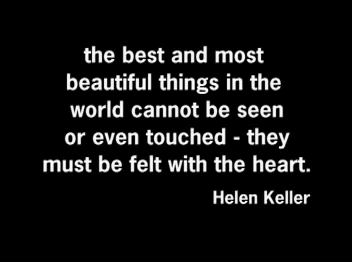 the best and most
beautiful things in the
world cannot be seen
or even touched - they
must be felt with the heart.
Helen Keller